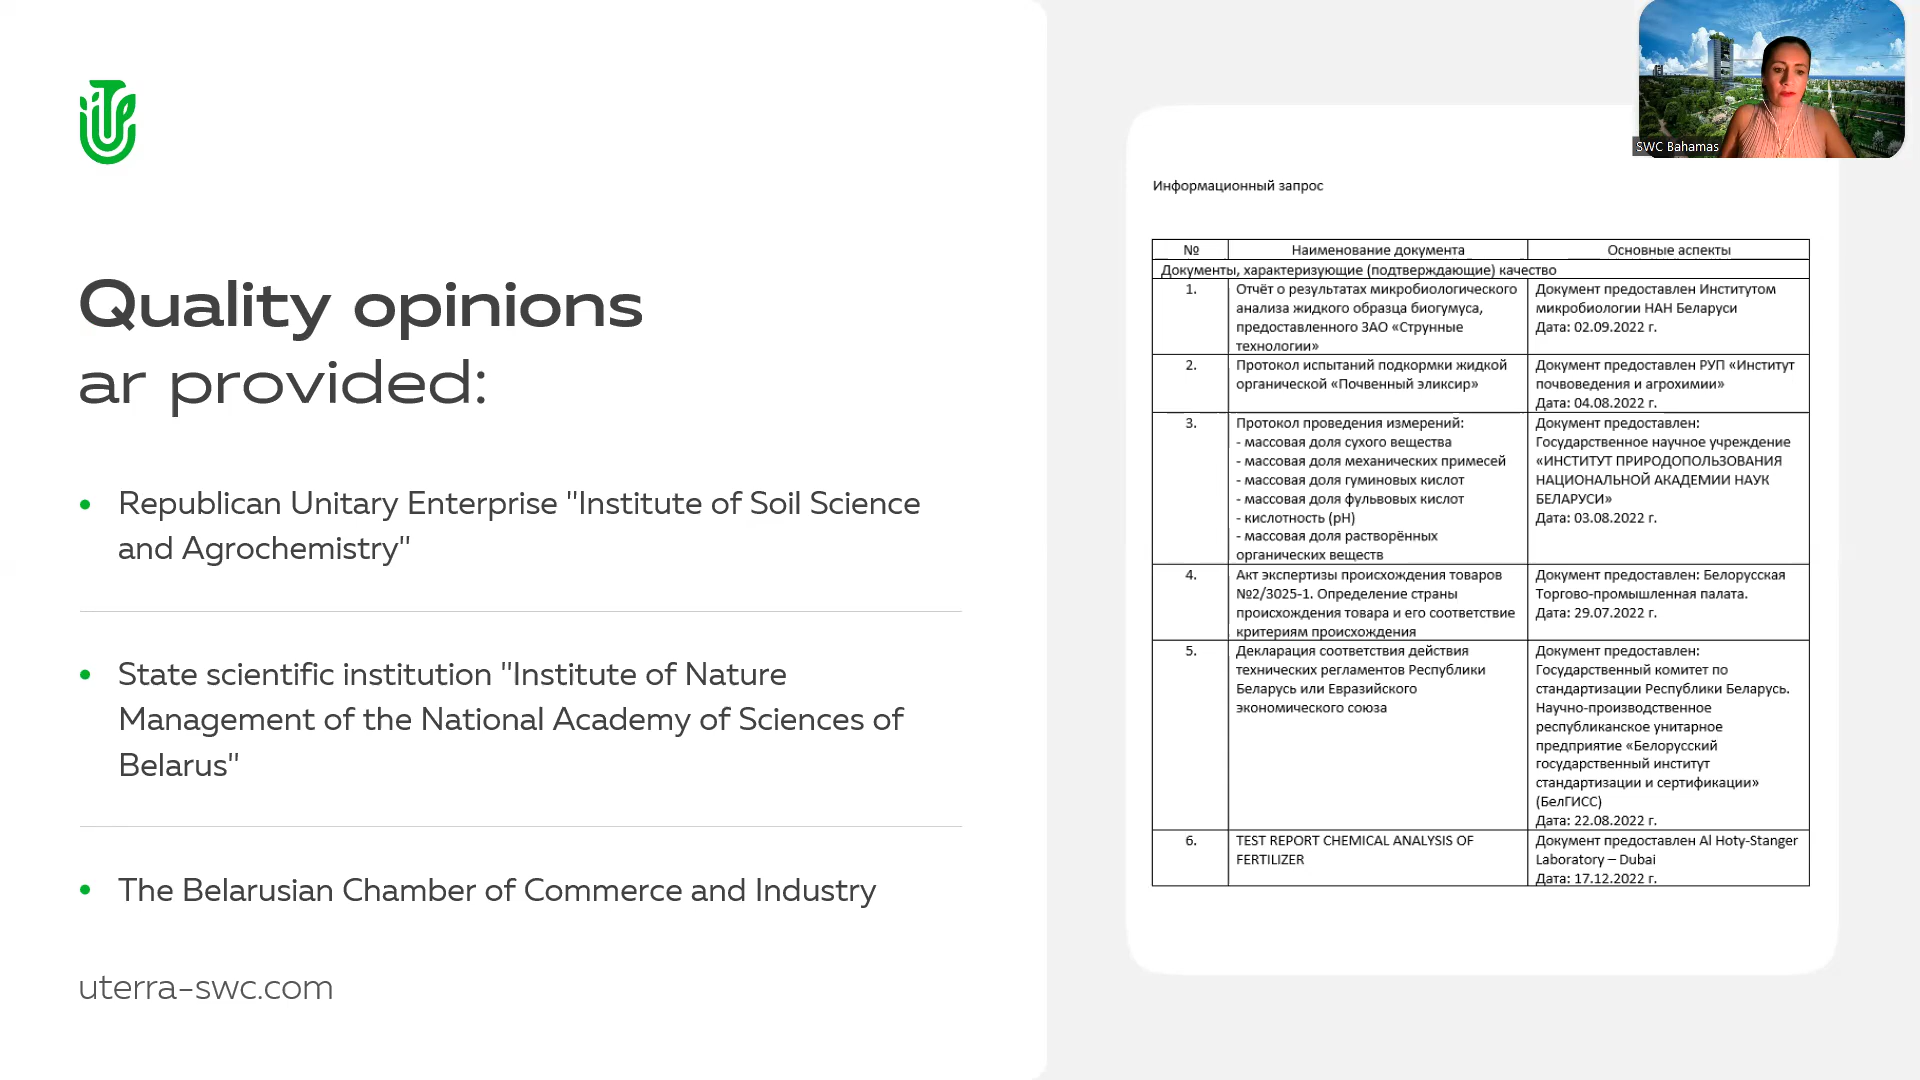 SWC Bahamas
Quality opinions
ar provided:
• Republican Unitary Enterprise "Institute of Soil Science
and Agrochemistry"
• State scientific institution "Institute of Nature
Management of the National Academy of Sciences of
Belarus"
• The Belarusian Chamber of Commerce and Industry
uterra-swc.com
Информационный запрос
№ Наименование документа Основные аспекты
Документы, характеризующие (подтверждающие) качество
1. Отчёт о результатах микробиологического Документ предоставлен Институтом
анализа жидкого образца биогумуса, микробиологии НАН Беларуси
предоставленного ЗАО «Струнные Дата: 02.09.2022 г.
технологии»
2. Протокол испытаний подкормки жидкой Документ предоставлен РУП «Институт
органической «Почвенный эликсир» почвоведения и агрохимии»
Дата: 04.08.2022 г.
3. Протокол проведения измерений: Документ предоставлен:
- массовая доля сухого вещества Государственное научное учреждение
- массовая доля механических примесей «ИНСТИТУТ ПРИРОДОПОЛЬЗОВАНИЯ
- массовая доля гуминовых кислот НАЦИОНАЛЬНОЙ АКАДЕМИИ НАУК
- массовая доля фульвовых кислот БЕЛАРУСИ»
- кислотность (pH) Дата: 03.08.2022 г.
- массовая доля растворённых
органических веществ
4. Акт экспертизы происхождения товаров Документ предоставлен: Белорусская
№2/3025-1. Определение страны Торгово-промышленная палата.
происхождения товара и его соответствие Дата: 29.07.2022 г.
критериям происхождения
5. Декларация соответствия действия Документ предоставлен:
технических регламентов Республики Государственный комитет по
Беларусь или Евразийского стандартизации Республики Беларусь.
экономического союза Научно-производственное
республиканское унитарное
предприятие «Белорусский
государственный институт
стандартизации и сертификации»
(БелГИСС)
Дата: 22.08.2022 г.
6. TEST REPORT CHEMICAL ANALYSIS OF Документ предоставлен Al Hoty-Stanger
FERTILIZER Laboratory – Dubai
Дата: 17.12.2022 г.